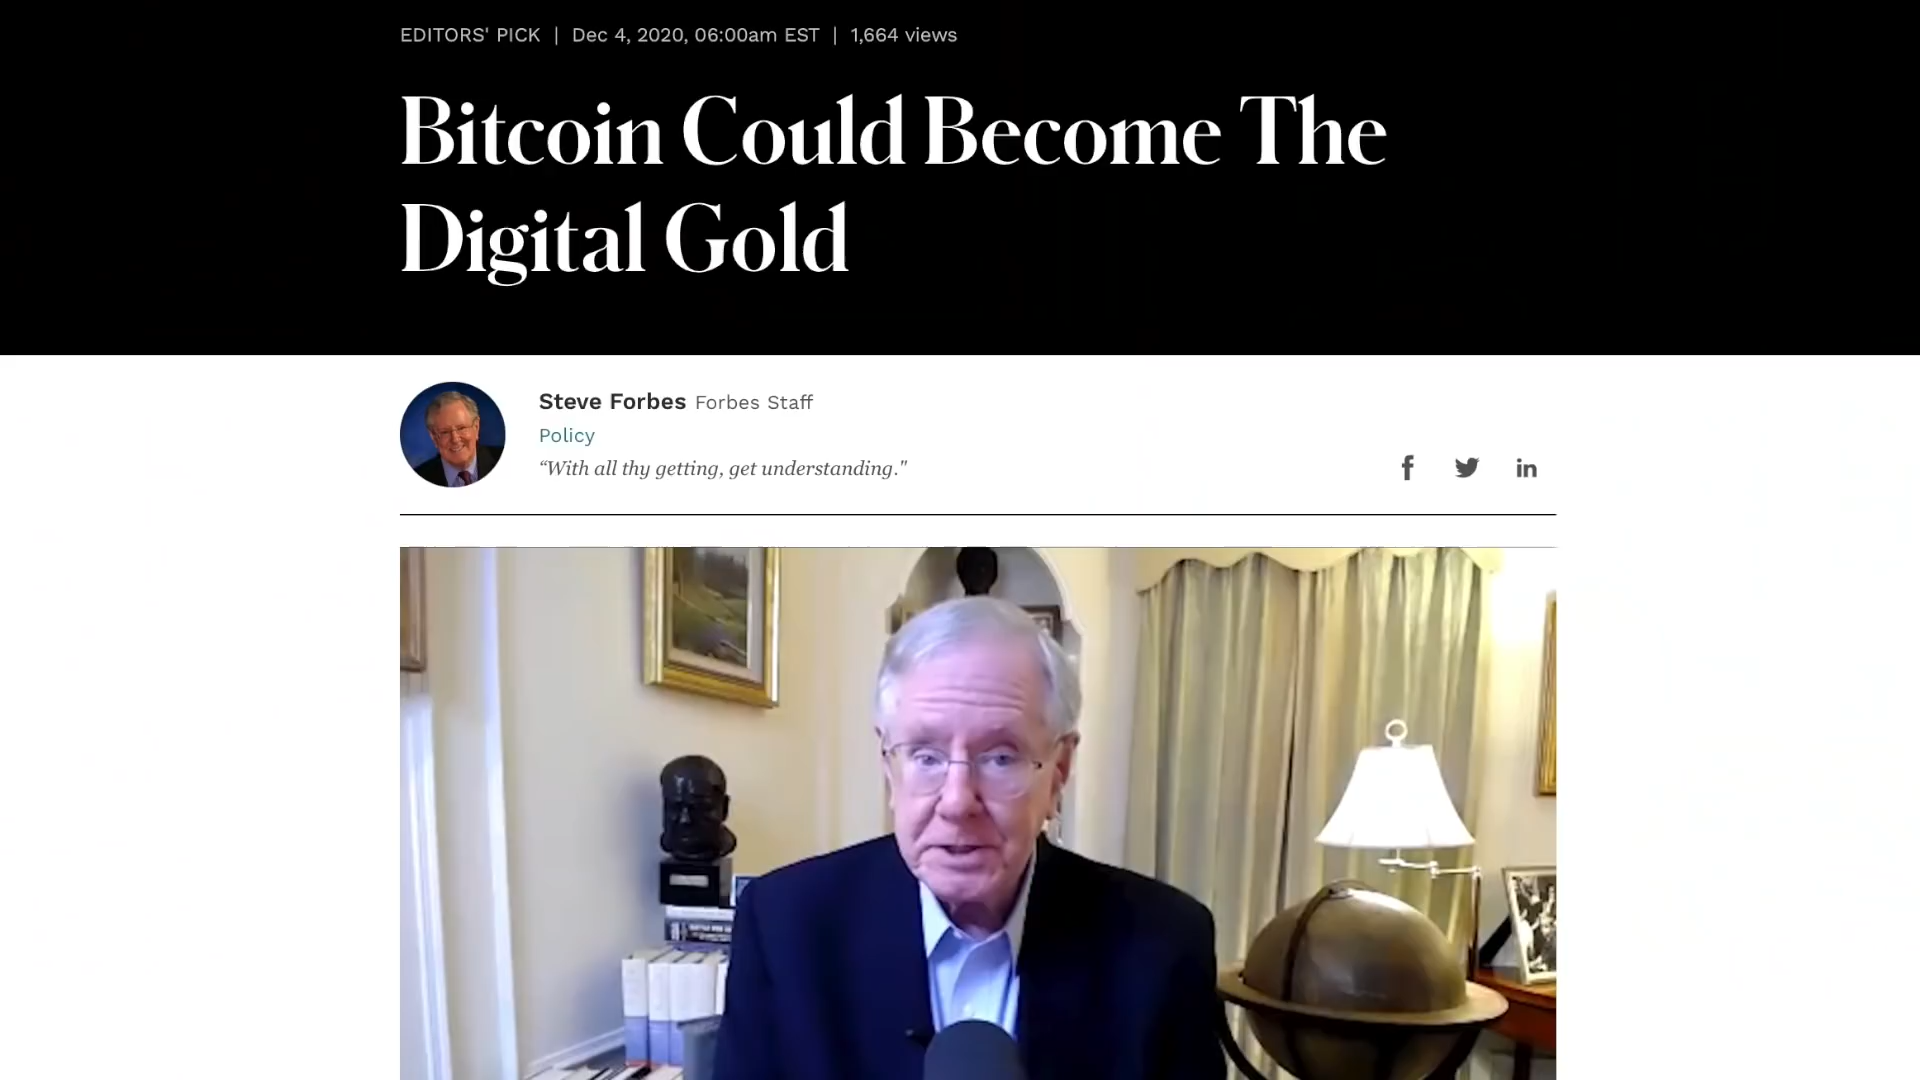 EDITORS' PICK | Dec 4, 2020, 06:00am EST | 1,664 views
Bitcoin Could Become The
Digital Gold
Steve Forbes Forbes Staff
Policy
“With all thy getting, get understanding."